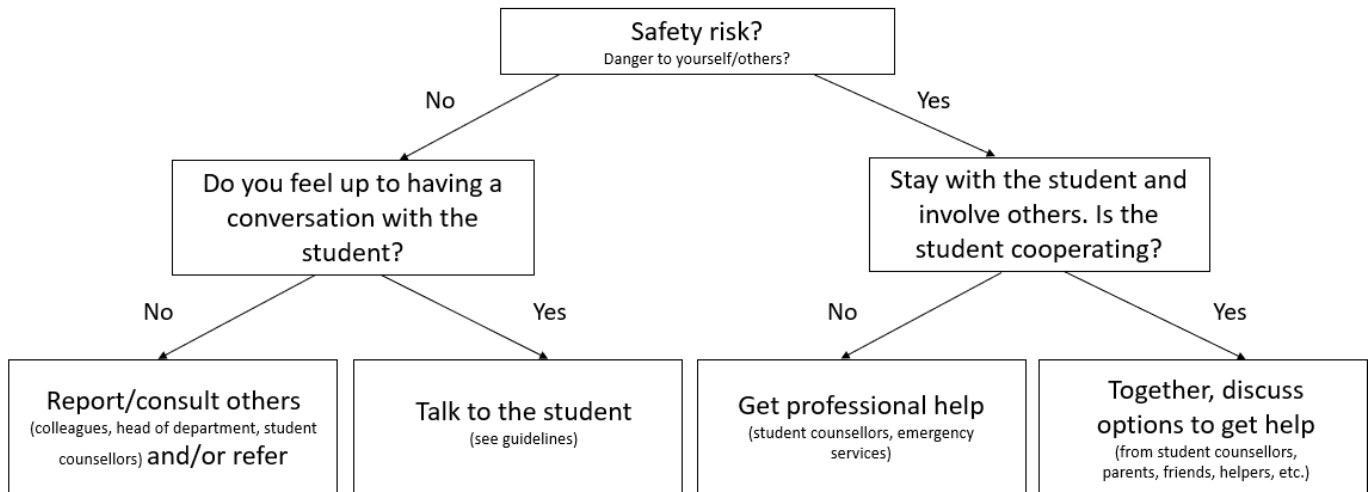 Safety risk?
Danger to yourself/others?
No
Yes
Do you feel up to having a
conversation with the
student?
Stay with the student and
involve others. Is the
student cooperating?
No
Yes
No
Yes
Report/consult others
(colleagues, head of department, student
counsellors) and/or refer
Talk to the student
(see guidelines)
Get professional help
(student counsellors, emergency
services)
Together, discuss
options to get help
(from student counsellors,
parents, friends, helpers, etc.)